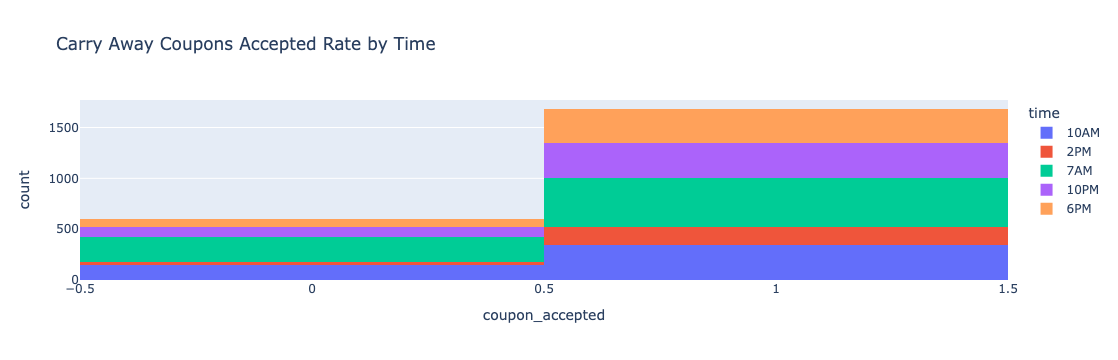 Carry Away Coupons Accepted Rate by Time
time
10AM
2PM
7AM
10PM
6PM
count
1500
1000
500
0
−0.5
0
0.5
1
1.5
coupon_accepted